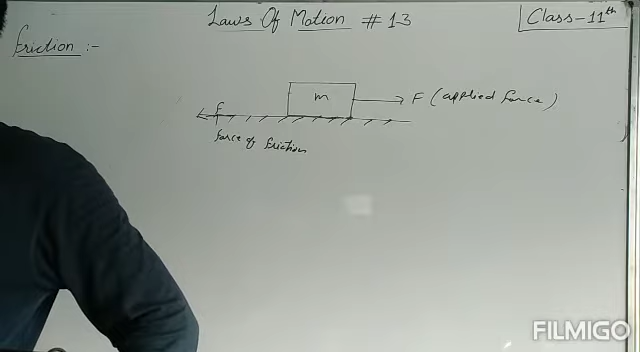 Laws Of Motion # 13
Class-11th
Friction :-
m
F (applied force)
f
force of friction
FILMIGO